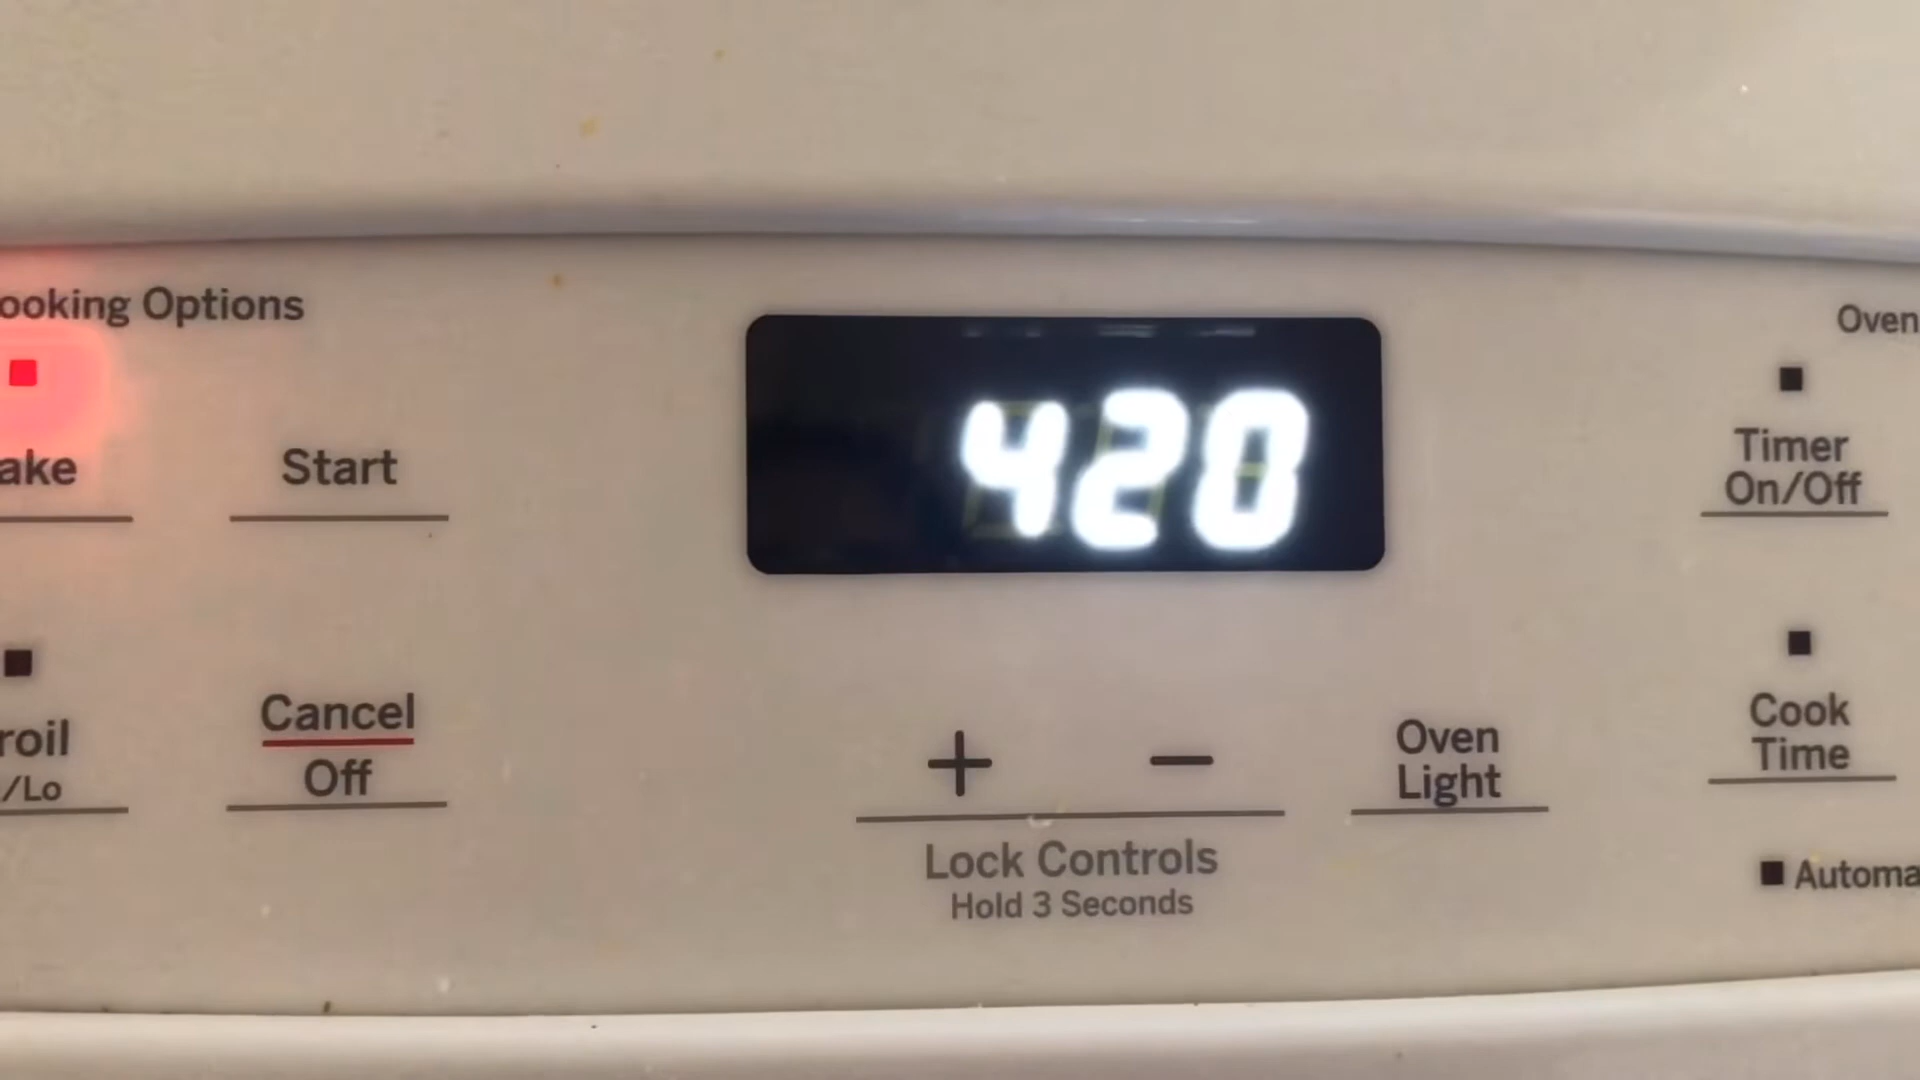 ooking Options
ake
Start
420
Oven
Timer
On/Off
roil
/Lo
Cancel
Off
+ −
Lock Controls
Hold 3 Seconds
Oven
Light
Cook
Time
Automa